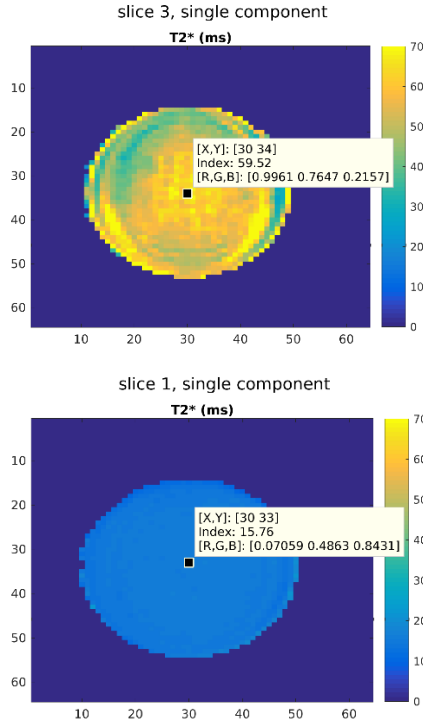 slice 3, single component
T2* (ms)
70
60
50
40
30
20
10
0
10
20
30
40
50
60
[X,Y]: [30 34]
Index: 59.52
[R,G,B]: [0.9961 0.7647 0.2157]
10 20 30 40 50 60
slice 1, single component
T2* (ms)
70
60
50
40
30
20
10
0
10
20
30
40
50
60
[X,Y]: [30 33]
Index: 15.76
[R,G,B]: [0.07059 0.4863 0.8431]
10 20 30 40 50 60